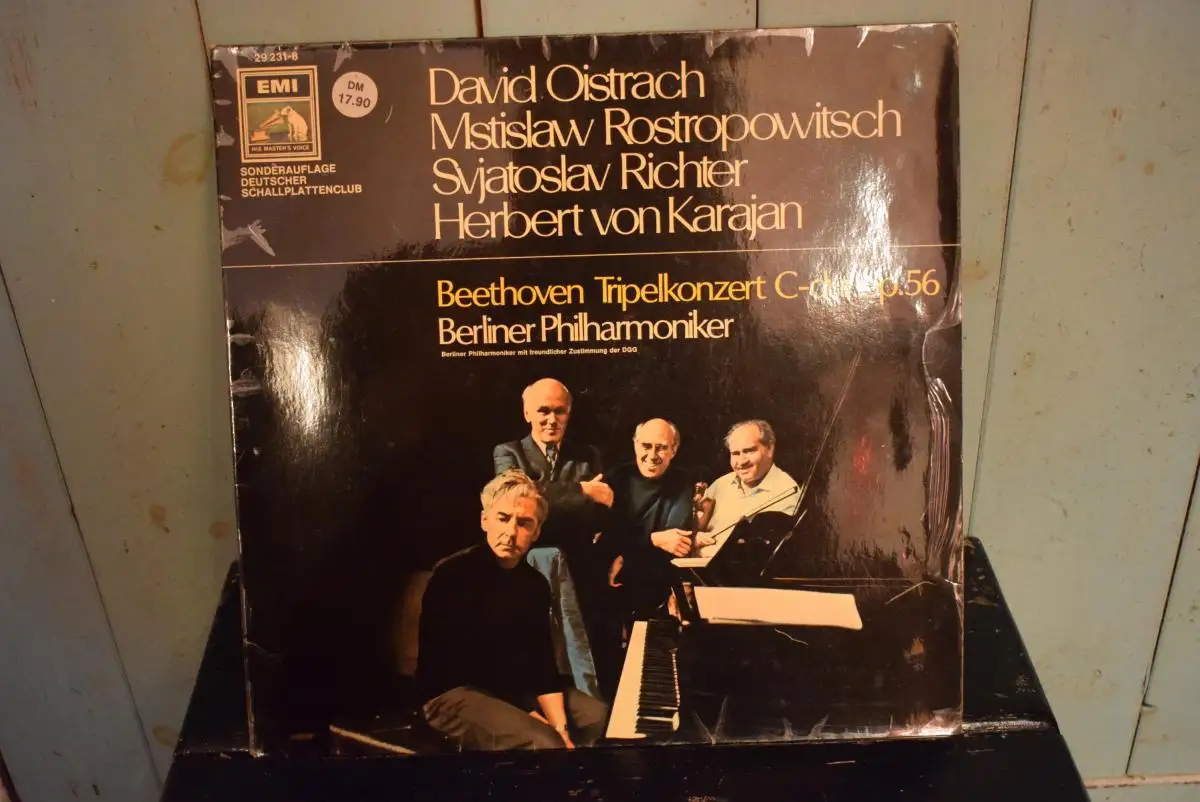 29 231-8
EMI
HIS MASTER'S VOICE
DM
17.90
SONDERAUFLAGE
DEUTSCHER
SCHALLPLATTENCLUB
David Oistrach
Mstislaw Rostropowitsch
Svjatoslav Richter
Herbert von Karajan
Beethoven Tripelkonzert
Berliner Philharmoniker
Berliner Philharmoniker mit freundlicher Zustimmung der DGG